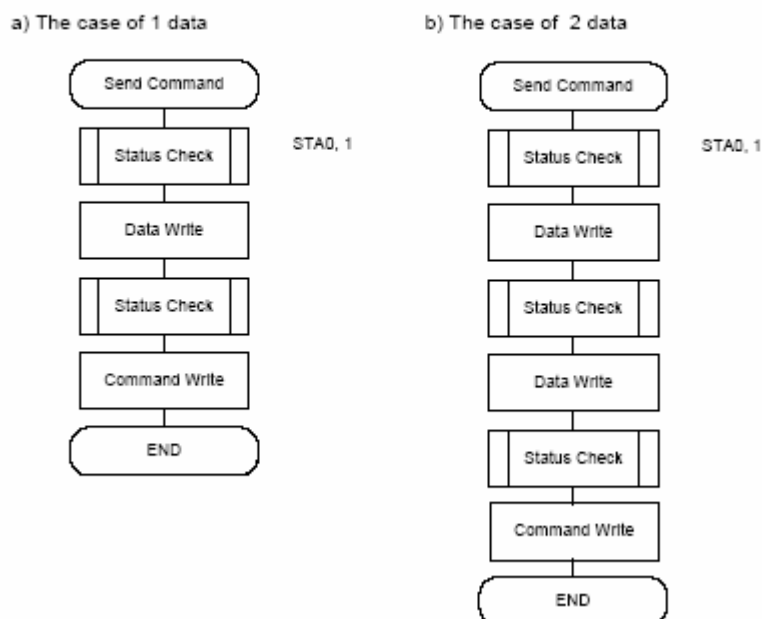 a) The case of 1 data
Send Command
Status Check
STA0, 1
Data Write
Status Check
Command Write
END
b) The case of 2 data
Send Command
Status Check
STA0, 1
Data Write
Status Check
Data Write
Status Check
Command Write
END